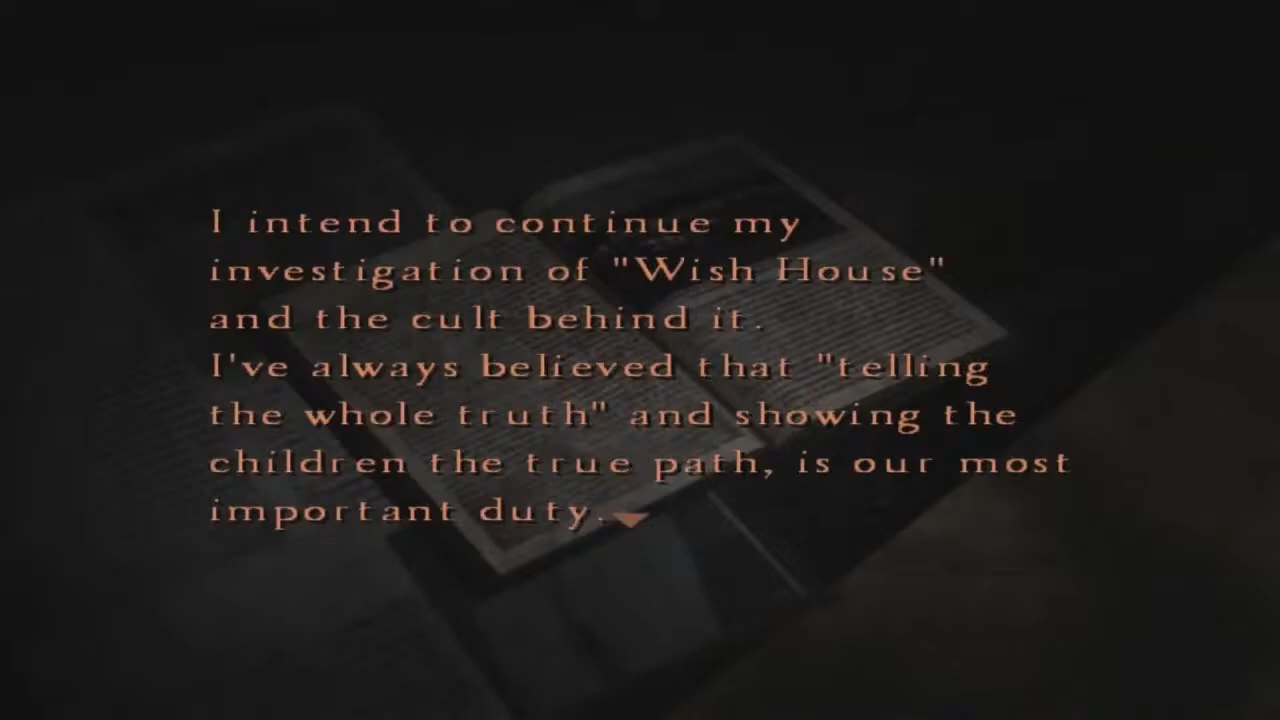 I intend to continue my
investigation of "Wish House"
and the cult behind it.
I've always believed that "telling
the whole truth" and showing the
children the true path, is our most
important duty.